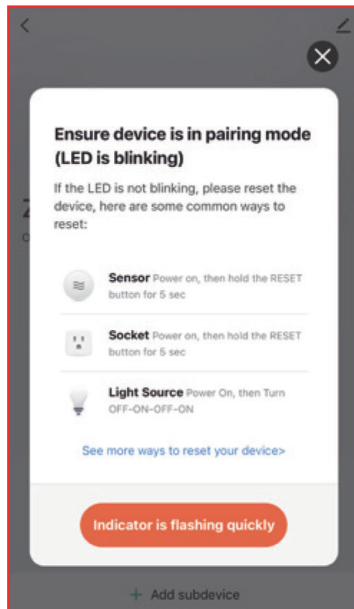 Ensure device is in pairing mode
(LED is blinking)
If the LED is not blinking, please reset the
device, here are some common ways to
reset:
Sensor Power on, then hold the RESET
button for 5 sec
Socket Power on, then hold the RESET
button for 5 sec
Light Source Power On, then Turn
OFF-ON-OFF-ON
See more ways to reset your device>
Indicator is flashing quickly
+ Add subdevice